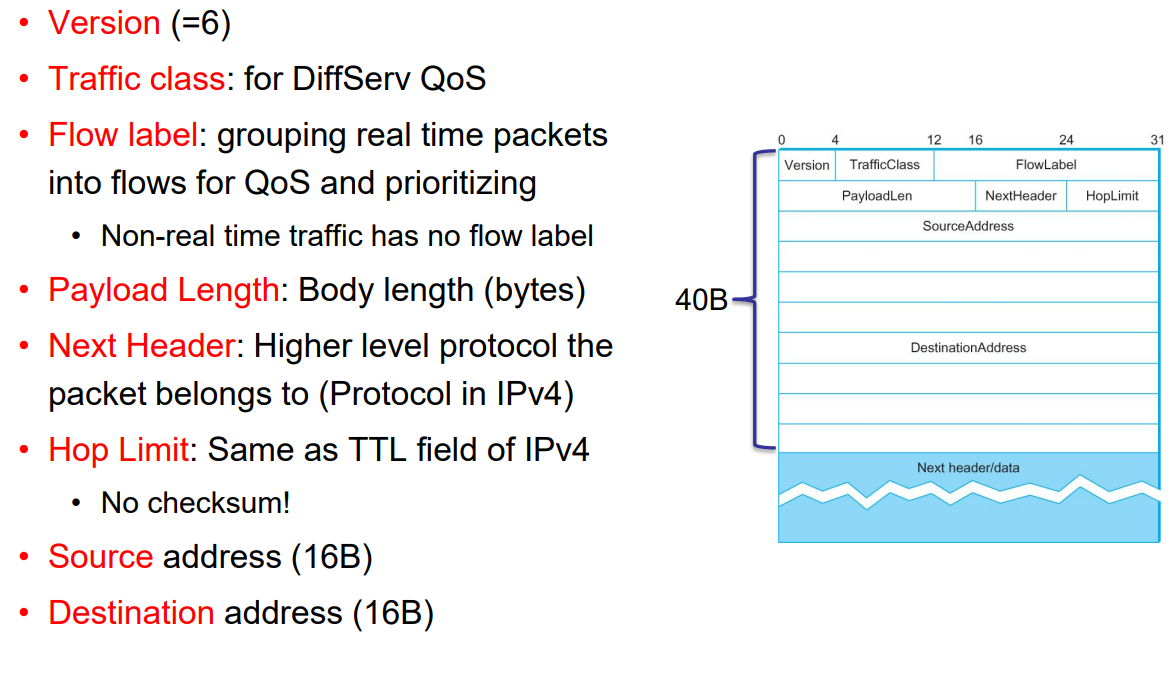 • Version (=6)
• Traffic class: for DiffServ QoS
• Flow label: grouping real time packets
into flows for QoS and prioritizing
• Non-real time traffic has no flow label
• Payload Length: Body length (bytes)
• Next Header: Higher level protocol the
packet belongs to (Protocol in IPv4)
• Hop Limit: Same as TTL field of IPv4
• No checksum!
• Source address (16B)
• Destination address (16B)
0 4 12 16 24 31
Version TrafficClass FlowLabel
PayloadLen NextHeader HopLimit
SourceAddress
40B
DestinationAddress
Next header/data